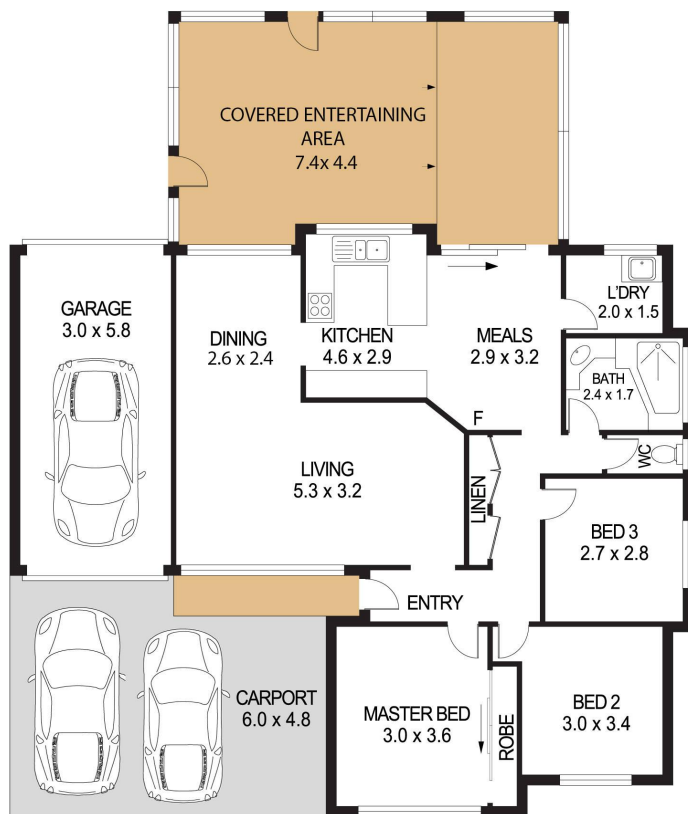 COVERED ENTERTAINING
AREA
7.4x 4.4
GARAGE
3.0 x 5.8
DINING
2.6 x 2.4
KITCHEN
4.6 x 2.9
MEALS
2.9 x 3.2
L'DRY
2.0 x 1.5
BATH
2.4 x 1.7
F
WC
LIVING
5.3 x 3.2
LINEN
BED 3
2.7 x 2.8
ENTRY
CARPORT
6.0 x 4.8
MASTER BED
3.0 x 3.6
ROBE
BED 2
3.0 x 3.4